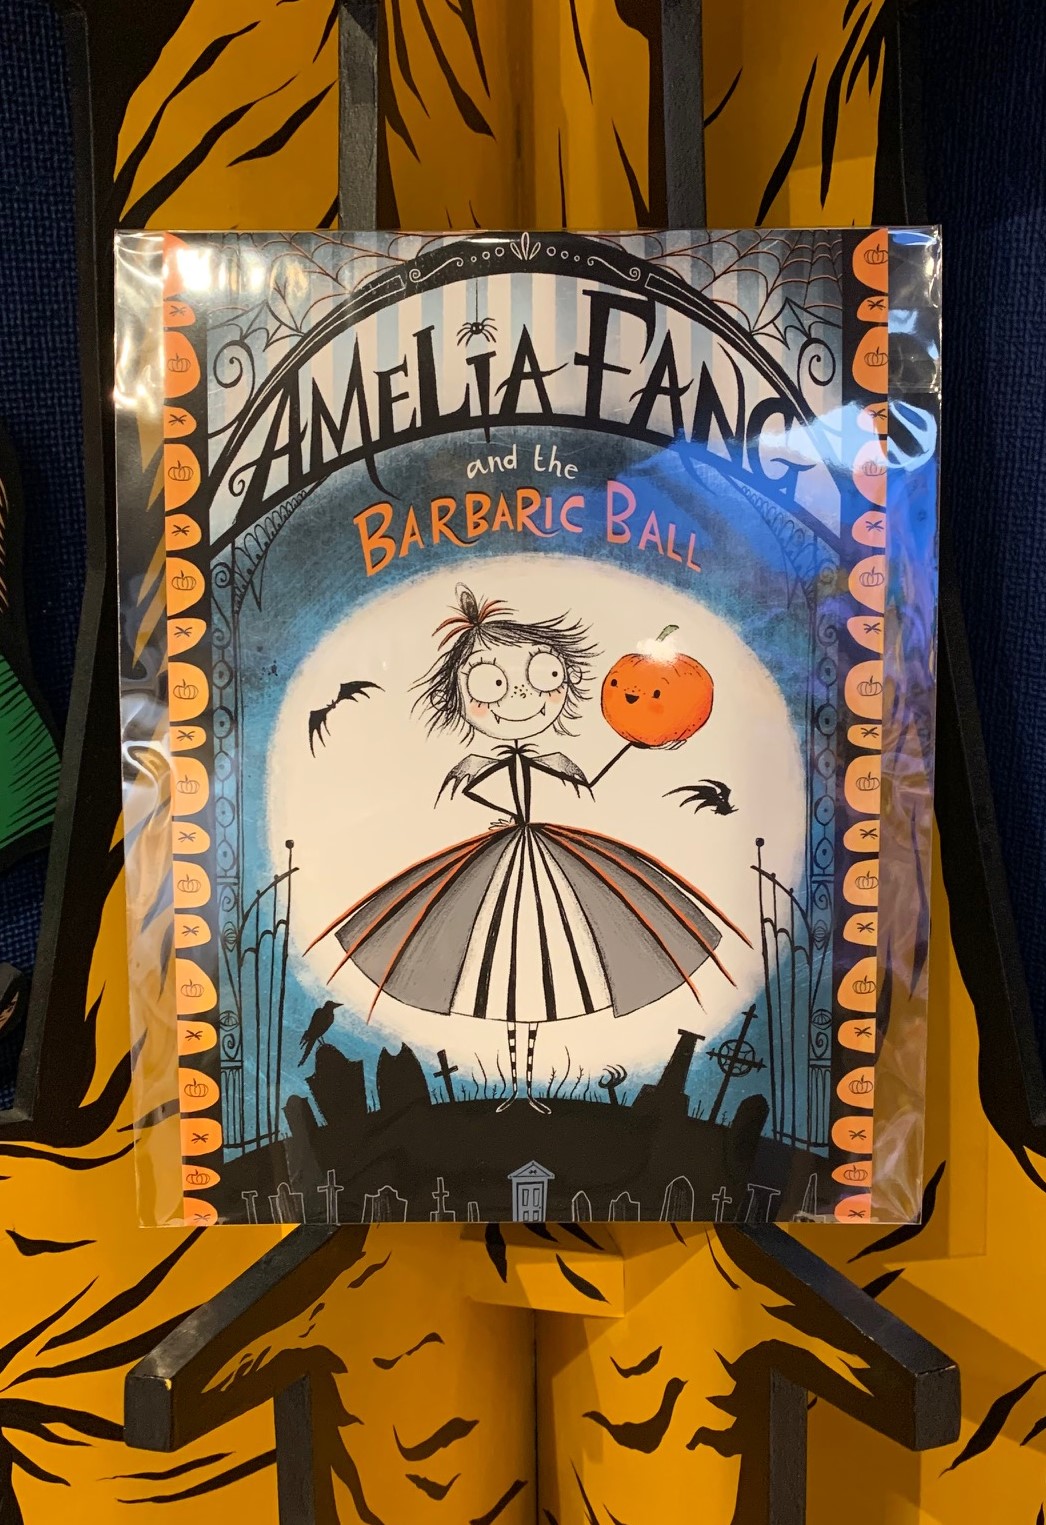 AMELiA FANG
and the
BARBARIC BALL